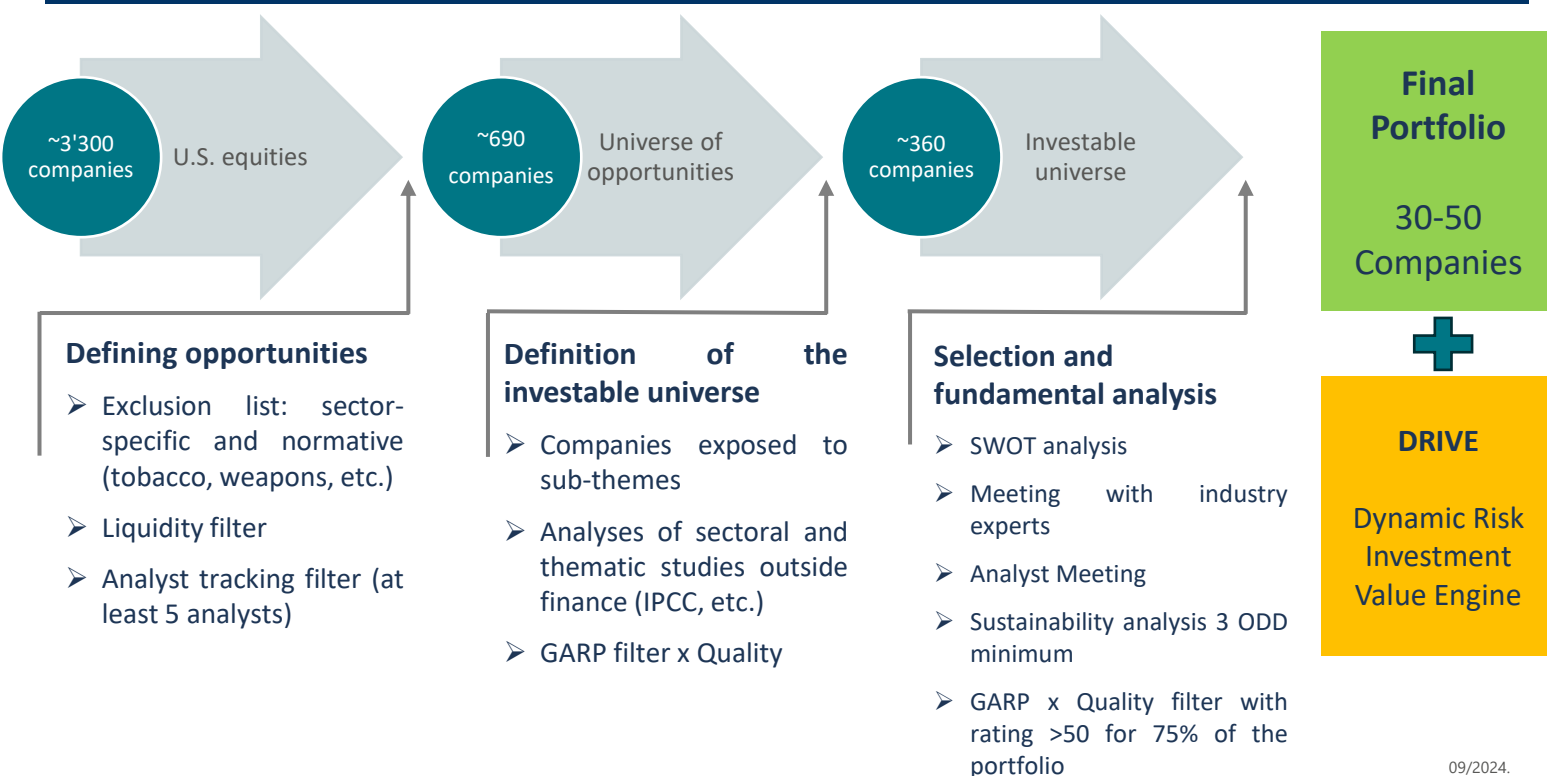 ~3'300
companies
U.S. equities
~690
companies
Universe of
opportunities
~360
companies
Investable
universe
Final
Portfolio
30-50
Companies
Defining opportunities
➢ Exclusion list: sector-
specific and normative
(tobacco, weapons, etc.)
➢ Liquidity filter
➢ Analyst tracking filter (at
least 5 analysts)
Definition of the
investable universe
➢ Companies exposed to
sub-themes
➢ Analyses of sectoral and
thematic studies outside
finance (IPCC, etc.)
➢ GARP filter x Quality
Selection and
fundamental analysis
➢ SWOT analysis
➢ Meeting with industry
experts
➢ Analyst Meeting
➢ Sustainability analysis 3 ODD
minimum
➢ GARP x Quality filter with
rating >50 for 75% of the
portfolio
DRIVE
Dynamic Risk
Investment
Value Engine
09/2024.